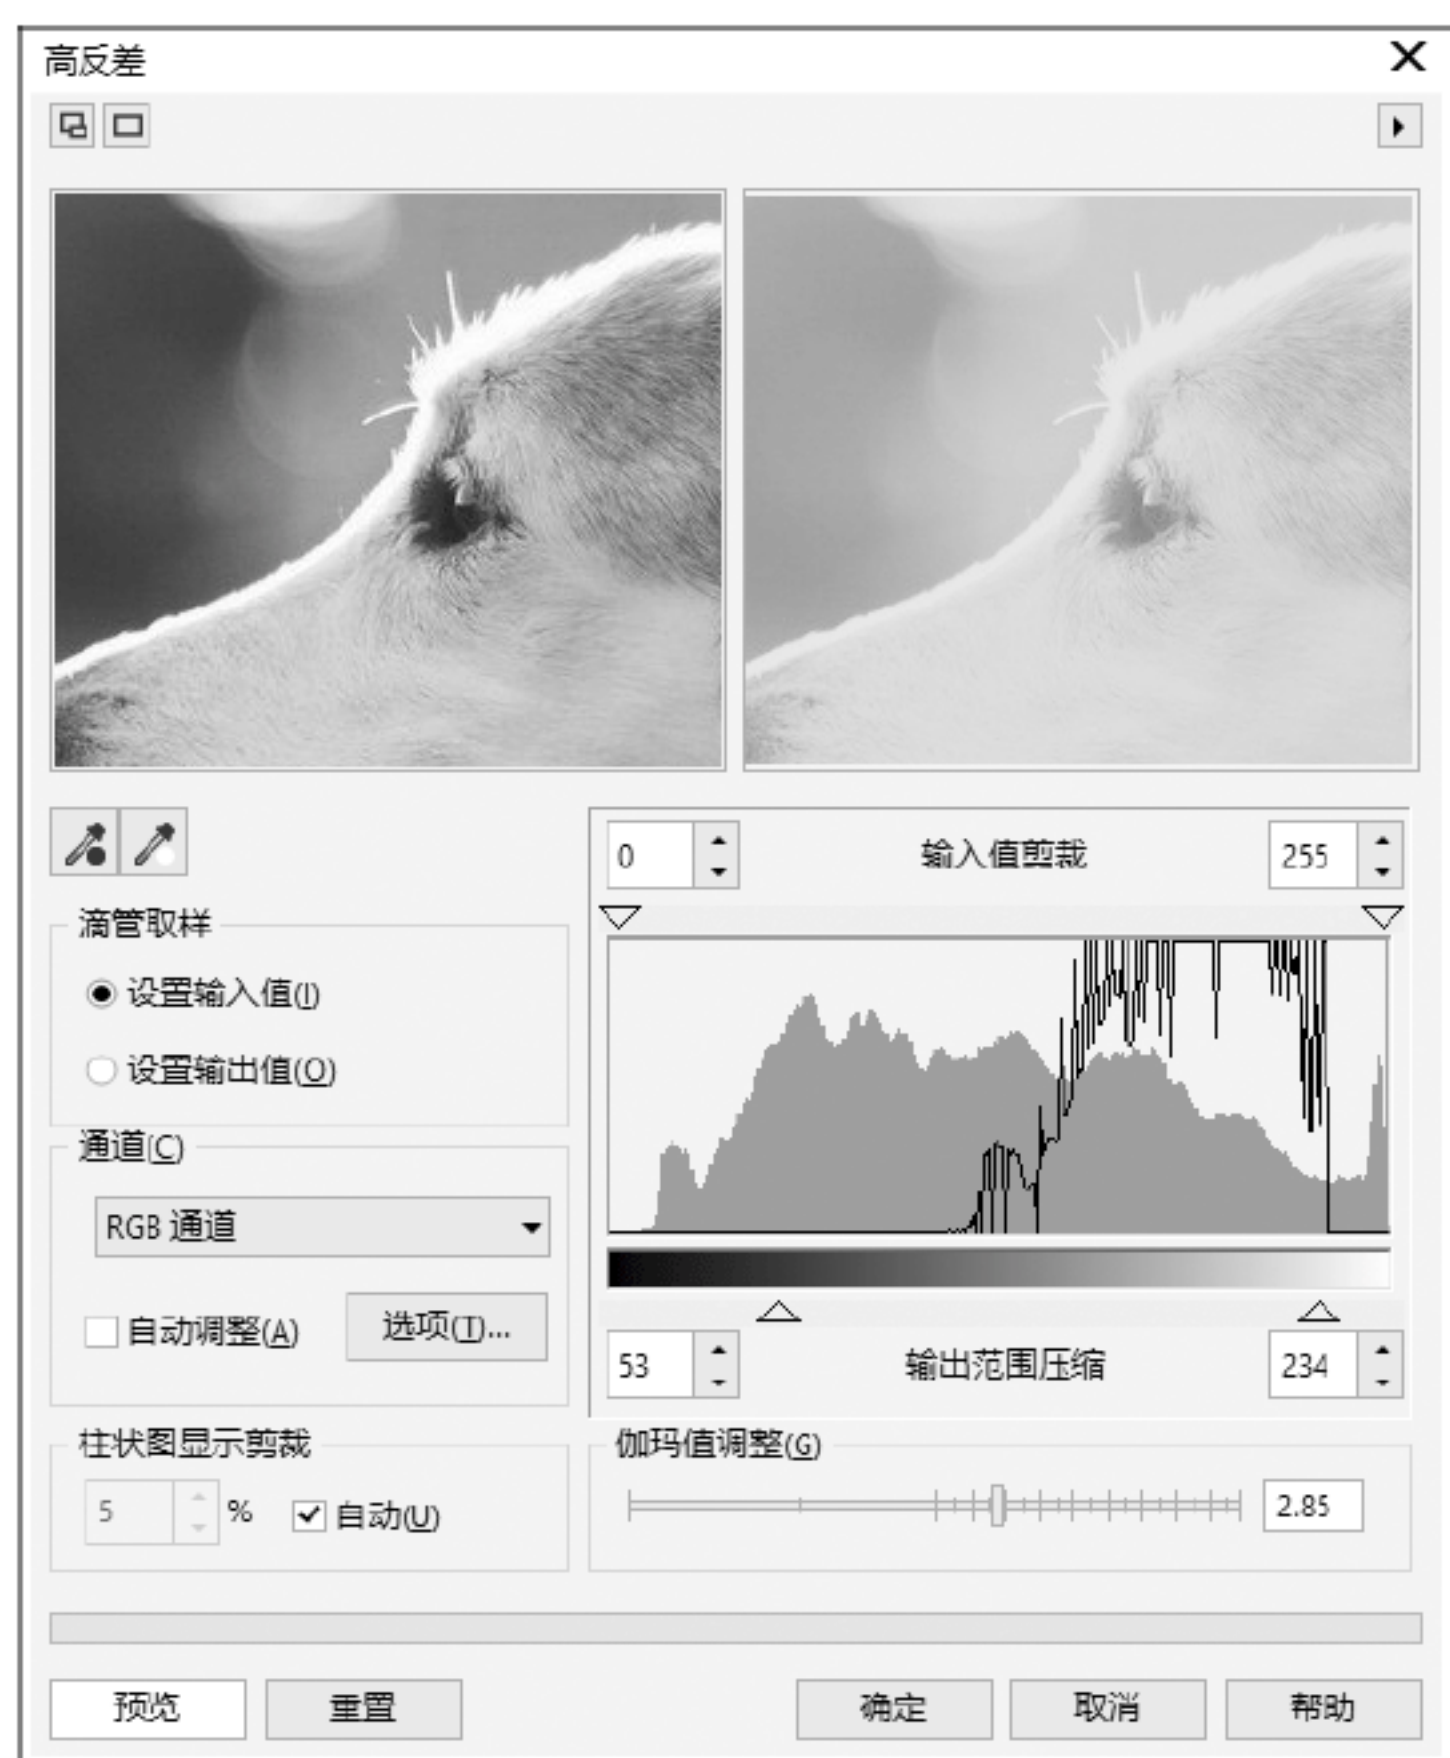 高反差
0 输入值剪裁 255
滴管取样
设置输入值(I)
设置输出值(O)
通道(C)
RGB 通道
自动调整(A) 选项(T)...
53 输出范围压缩 234
柱状图显示剪裁
5 % 自动(U)
伽玛值调整(G)
2.85
预览 重置 确定 取消 帮助